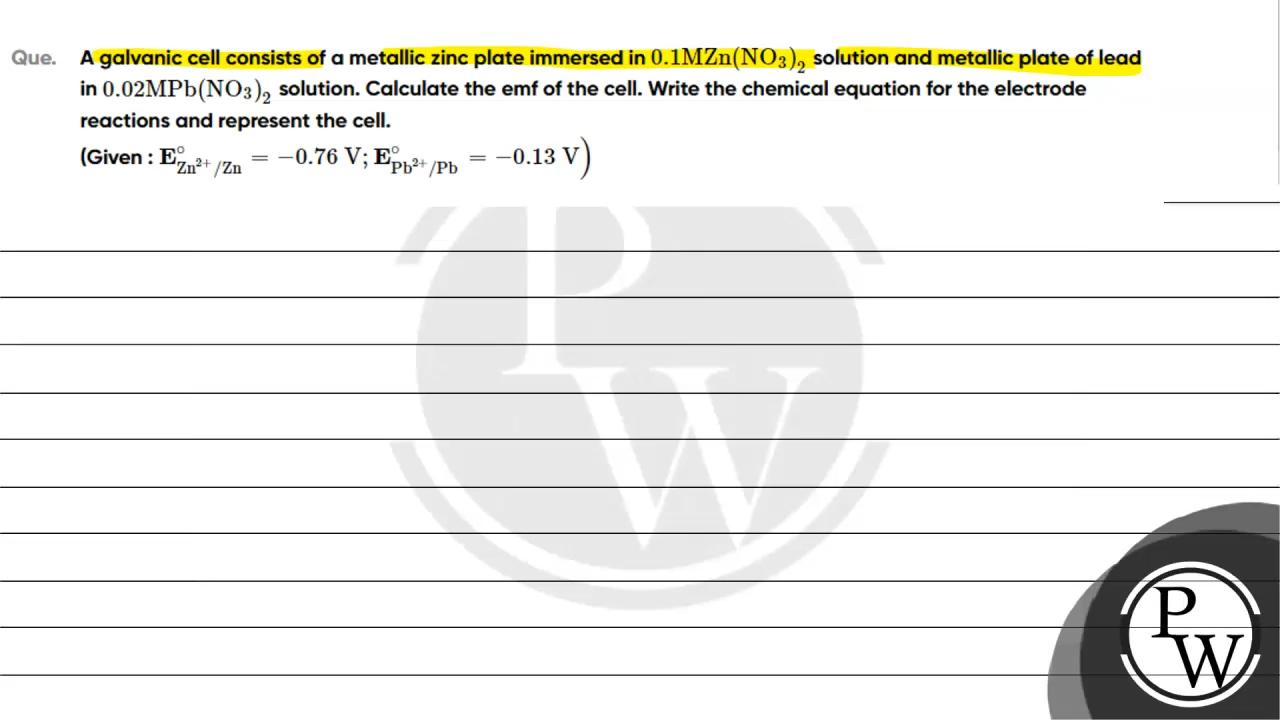 Que. A galvanic cell consists of a metallic zinc plate immersed in 0.1MZn(NO₃)₂ solution and metallic plate of lead
in 0.02MPb(NO₃)₂ solution. Calculate the emf of the cell. Write the chemical equation for the electrode
reactions and represent the cell.
(Given : E°Zn²⁺/Zn = −0.76 V; E°Pb²⁺/Pb = −0.13 V)
P
W
P
W